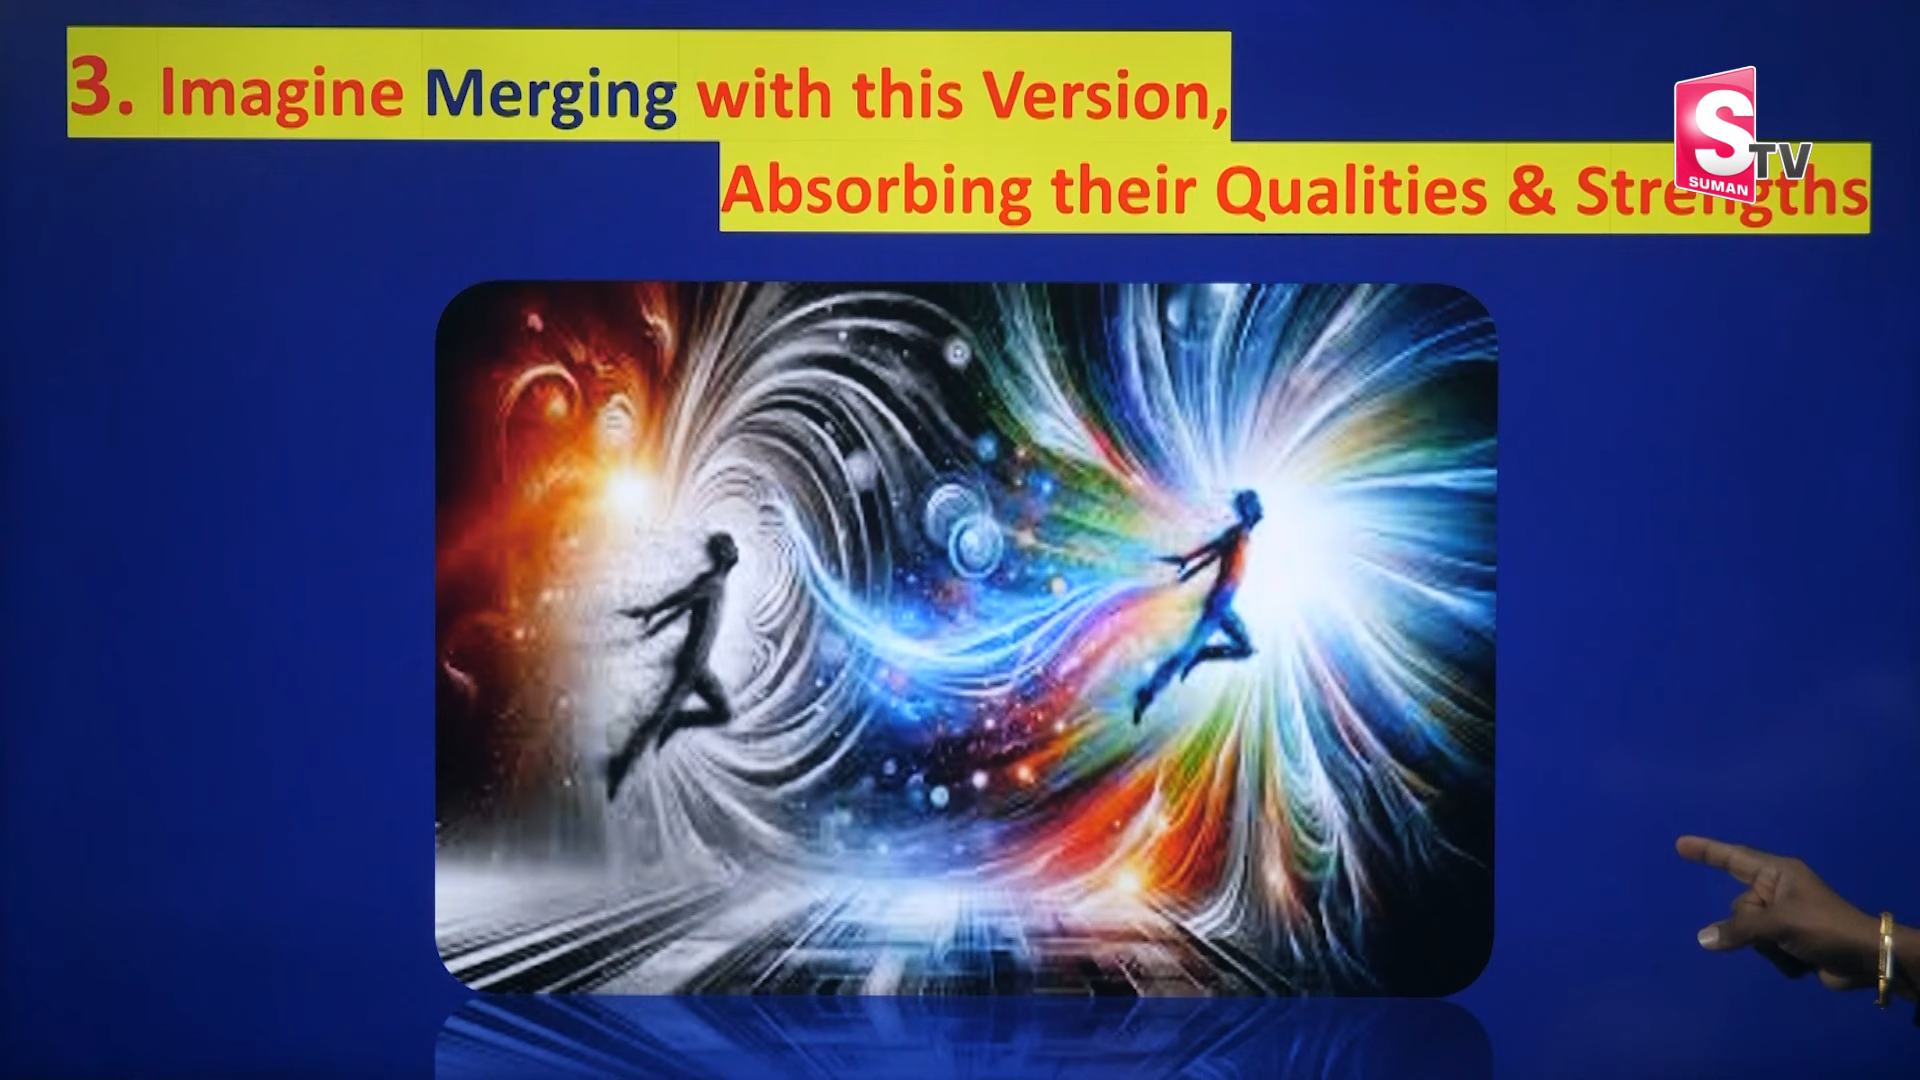 3. Imagine Merging with this Version,
Absorbing their Qualities & Strengths
S TV
SUMAN